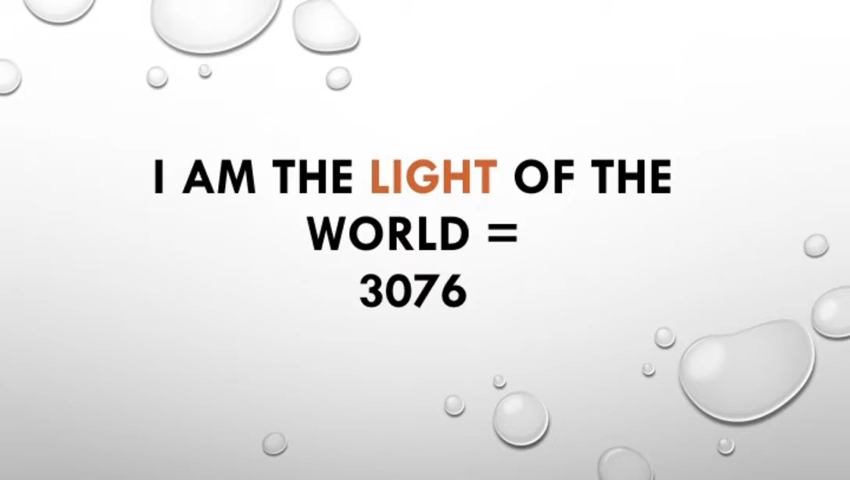 I AM THE LIGHT OF THE
WORLD =
3076